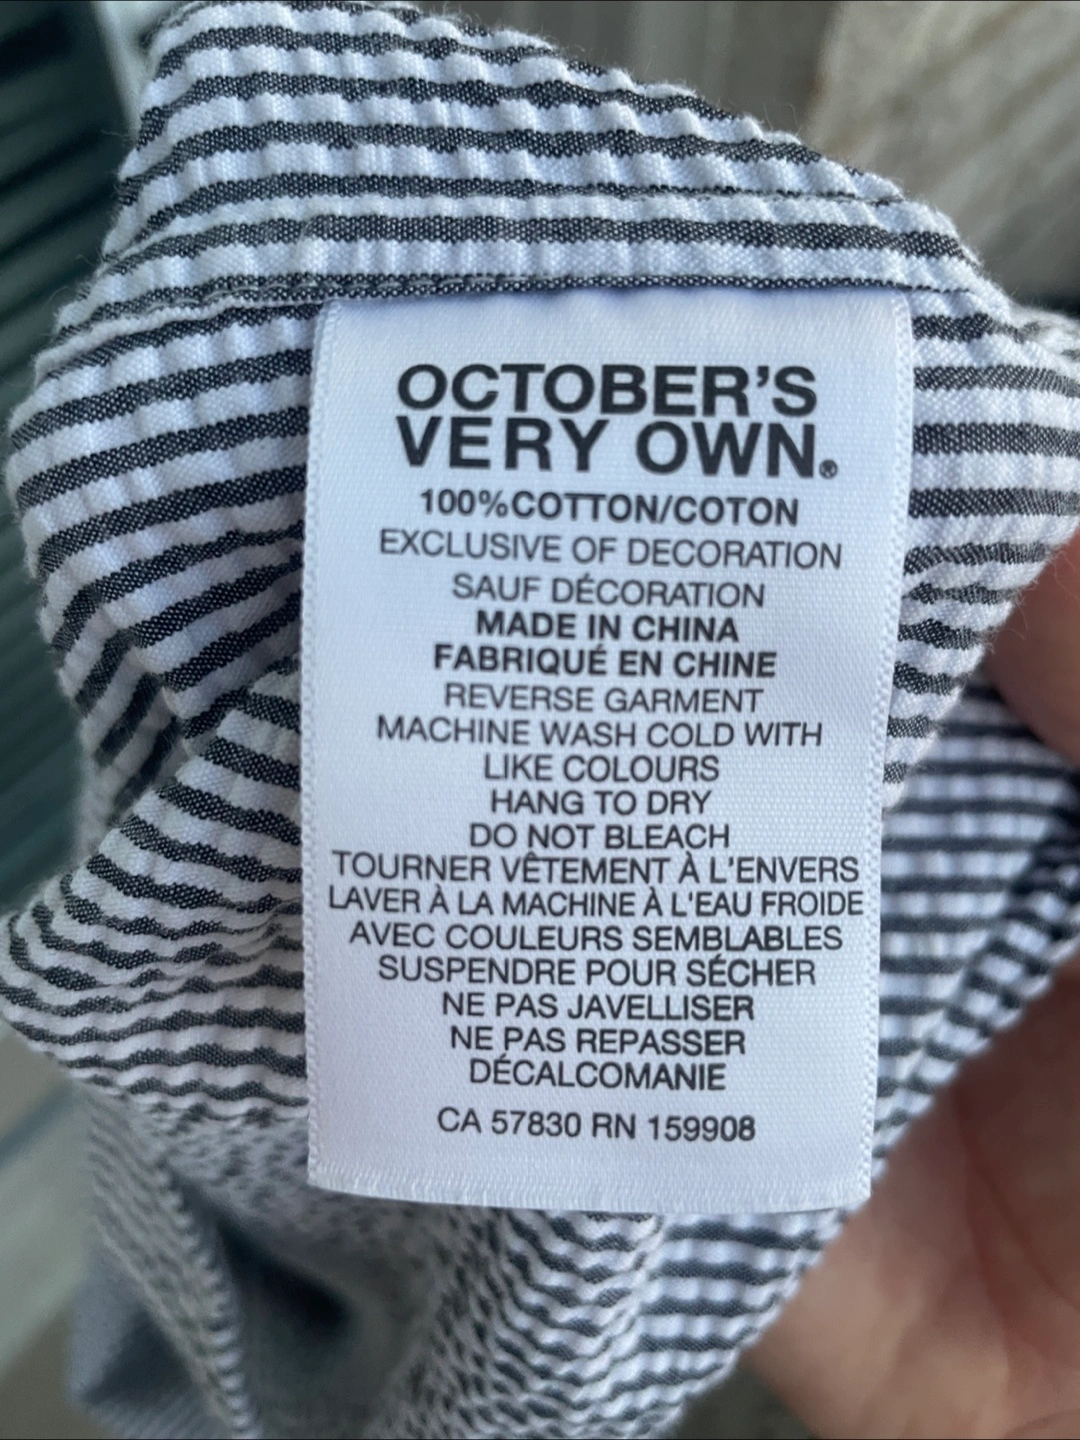 OCTOBER'S
VERY OWN.®
100%COTTON/COTON
EXCLUSIVE OF DECORATION
SAUF DÉCORATION
MADE IN CHINA
FABRIQUÉ EN CHINE
REVERSE GARMENT
MACHINE WASH COLD WITH
LIKE COLOURS
HANG TO DRY
DO NOT BLEACH
TOURNER VÊTEMENT À L'ENVERS
LAVER À LA MACHINE À L'EAU FROIDE
AVEC COULEURS SEMBLABLES
SUSPENDRE POUR SÉCHER
NE PAS JAVELLISER
NE PAS REPASSER
DÉCALCOMANIE
CA 57830 RN 159908